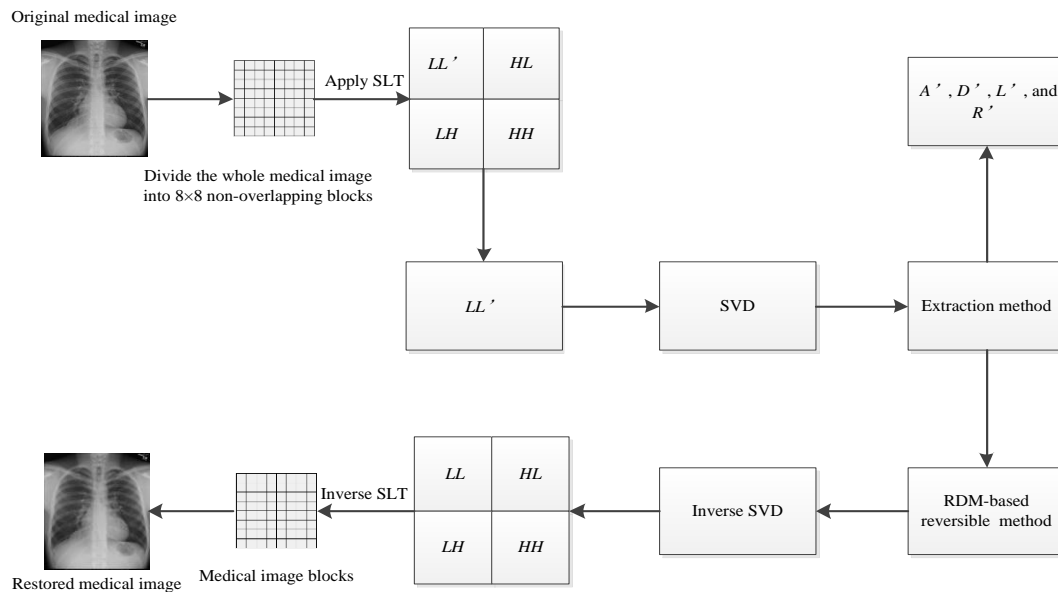 Original medical image
Apply SLT
LL’
HL
LH
HH
Divide the whole medical image
into 8×8 non-overlapping blocks
A’, D’, L’, and
R’
LL’
SVD
Extraction method
RDM-based
reversible method
Inverse SVD
LL
HL
LH
HH
Inverse SLT
Medical image blocks
Restored medical image